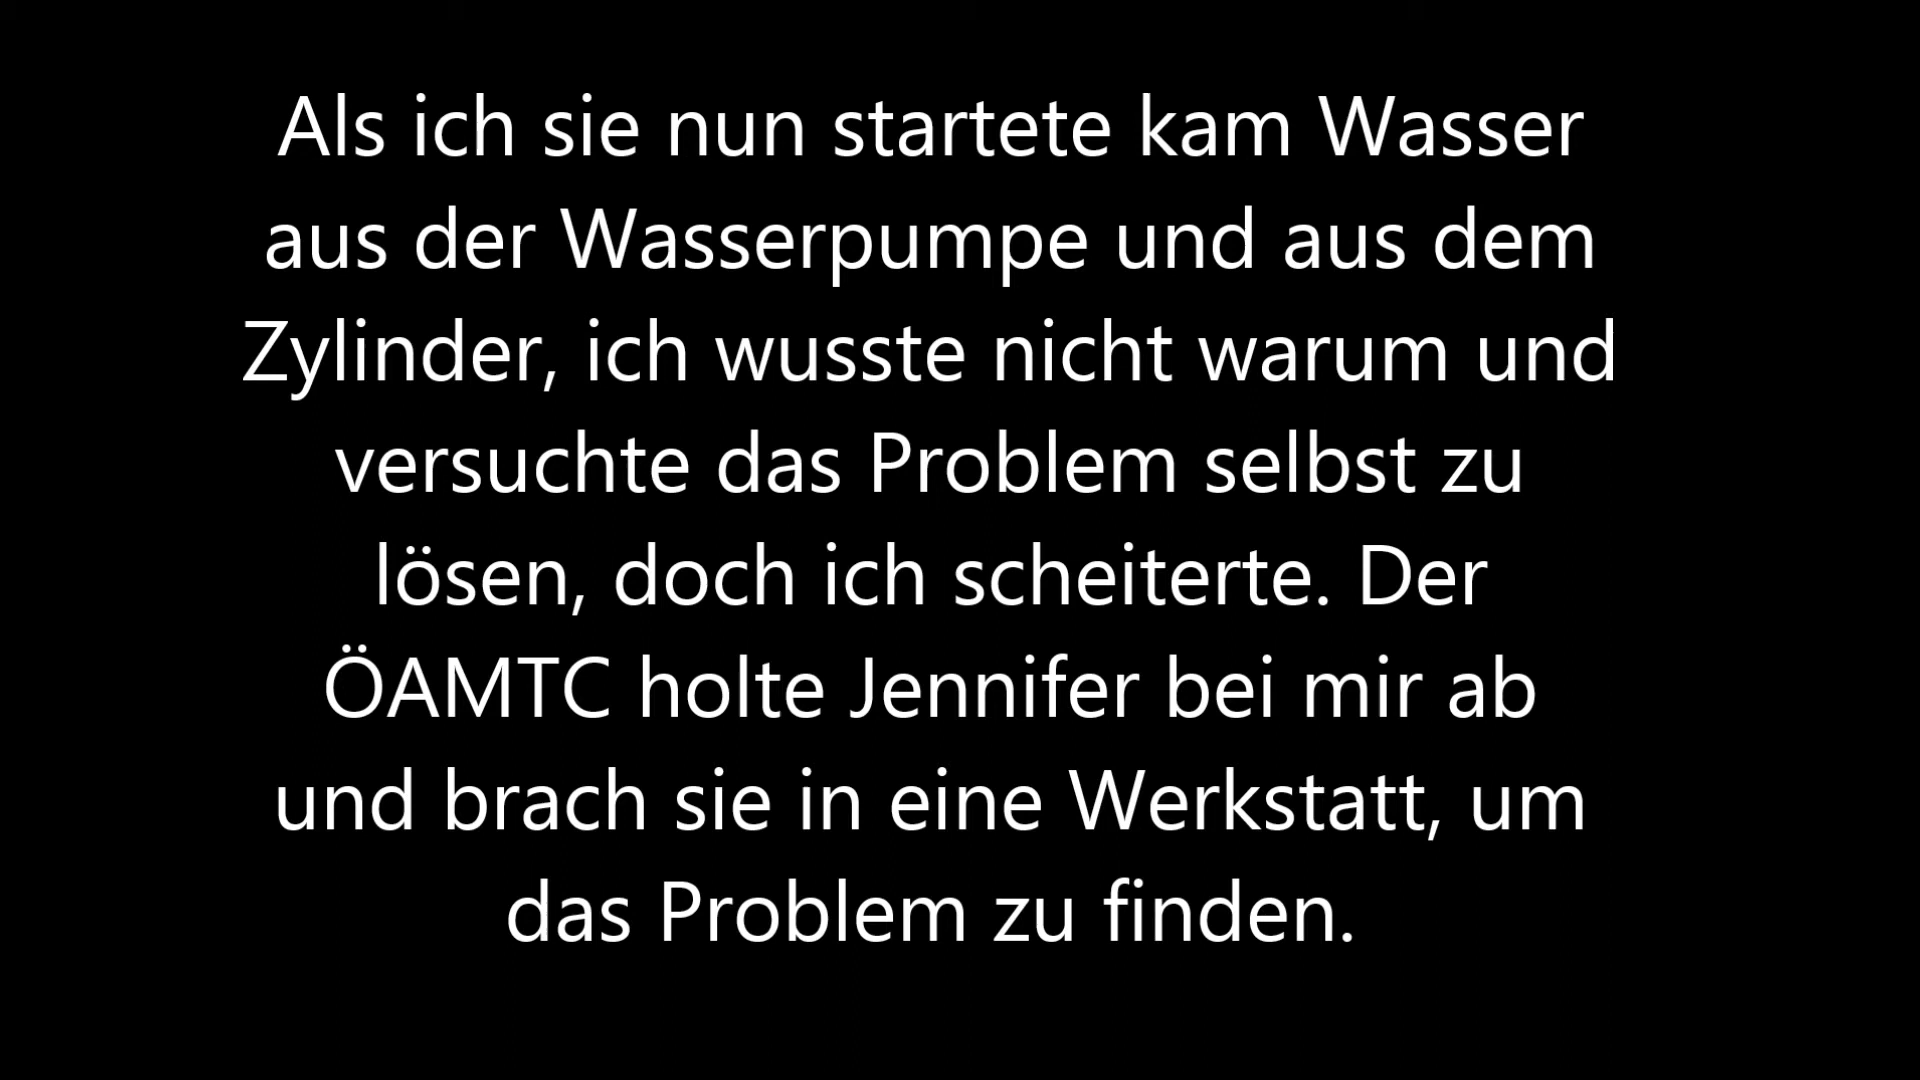 Als ich sie nun startete kam Wasser
aus der Wasserpumpe und aus dem
Zylinder, ich wusste nicht warum und
versuchte das Problem selbst zu
lösen, doch ich scheiterte. Der
ÖAMTC holte Jennifer bei mir ab
und brach sie in eine Werkstatt, um
das Problem zu finden.